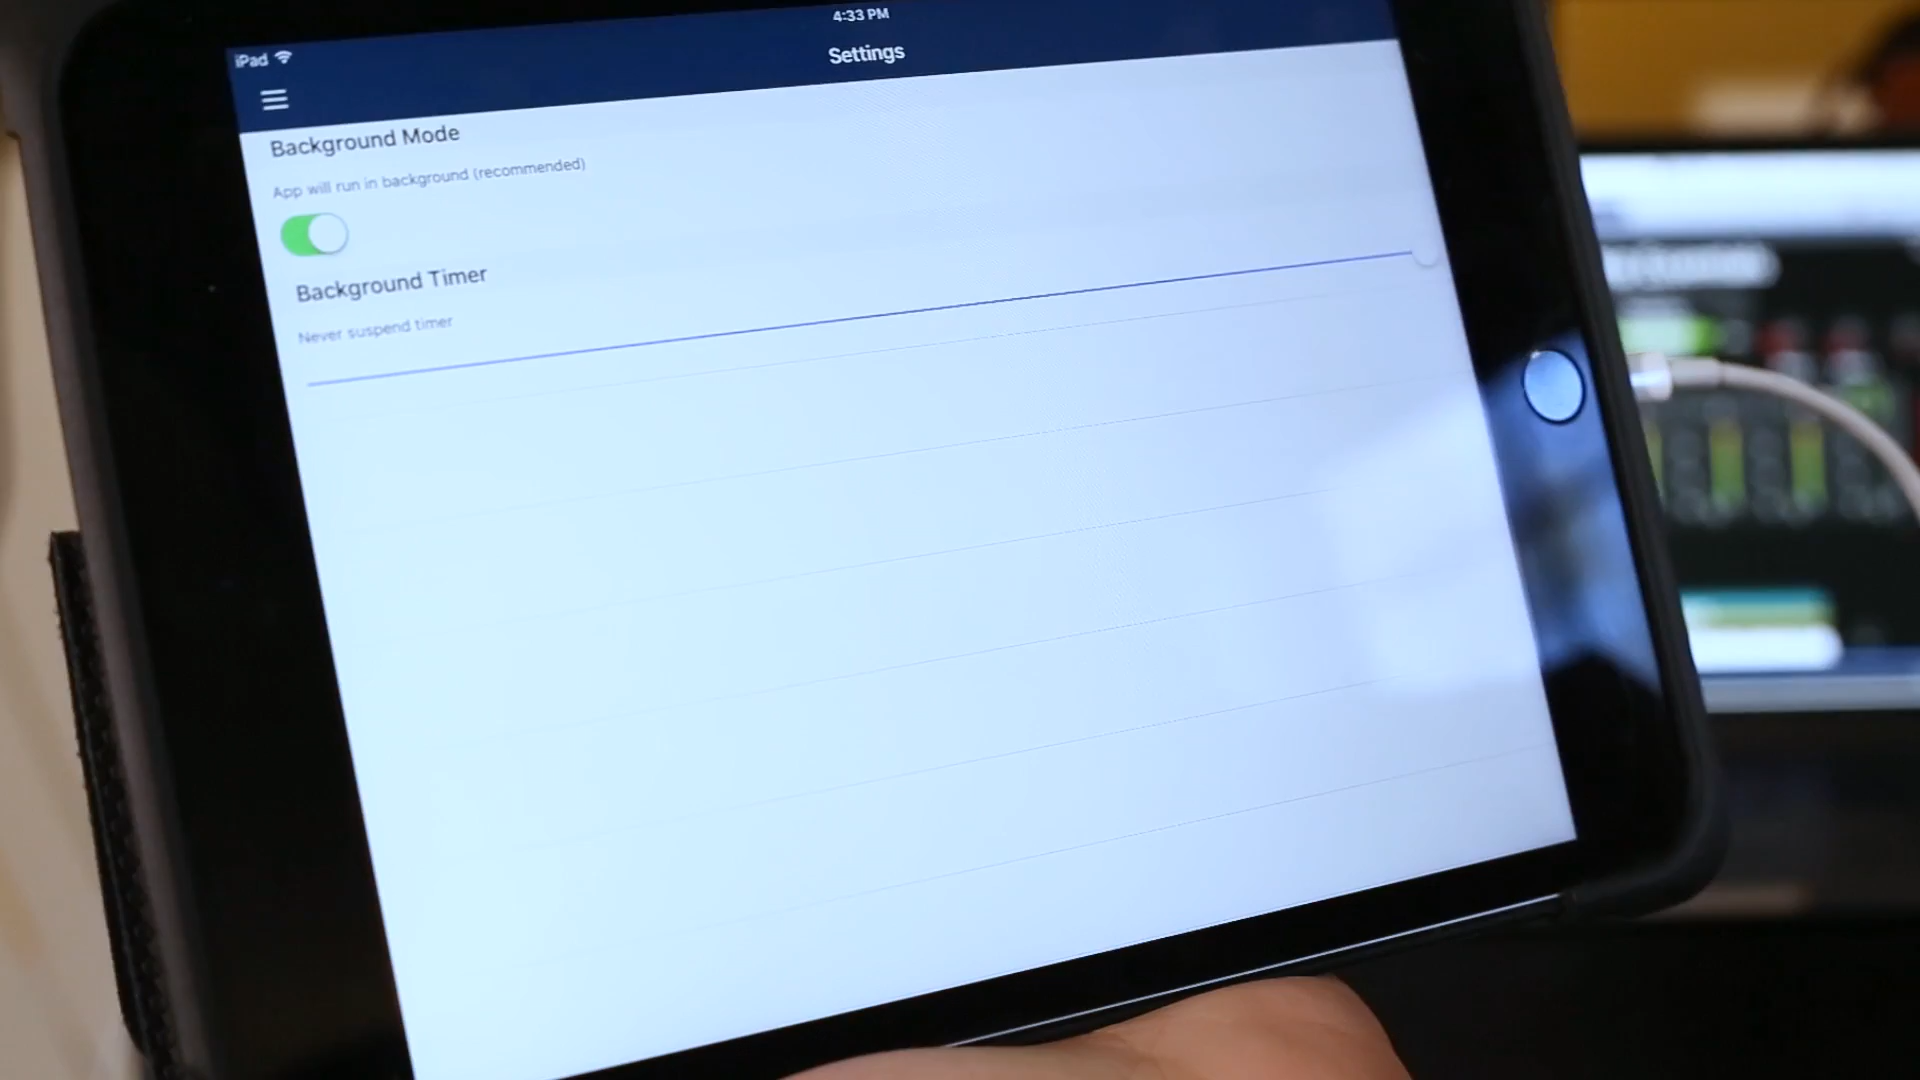 4:33 PM
iPad
Settings
Background Mode
App will run in background (recommended)
Background Timer
Never suspend timer